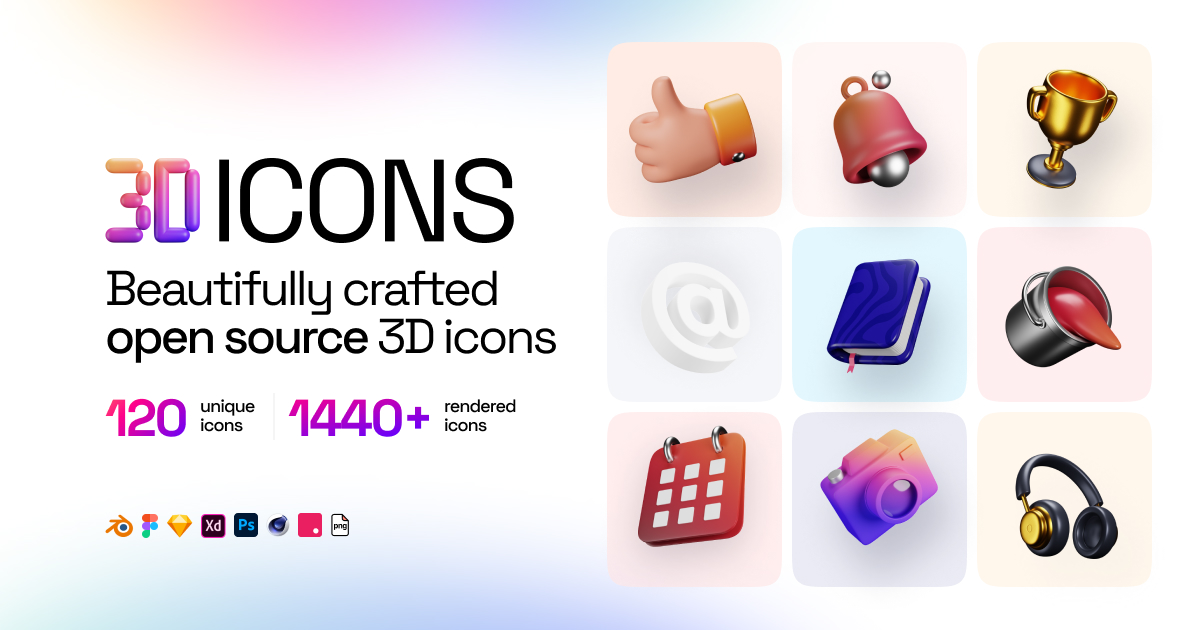 3D ICONS
Beautifully crafted
open source 3D icons
120 unique
icons
1440+ rendered
icons
Xd Ps png
@